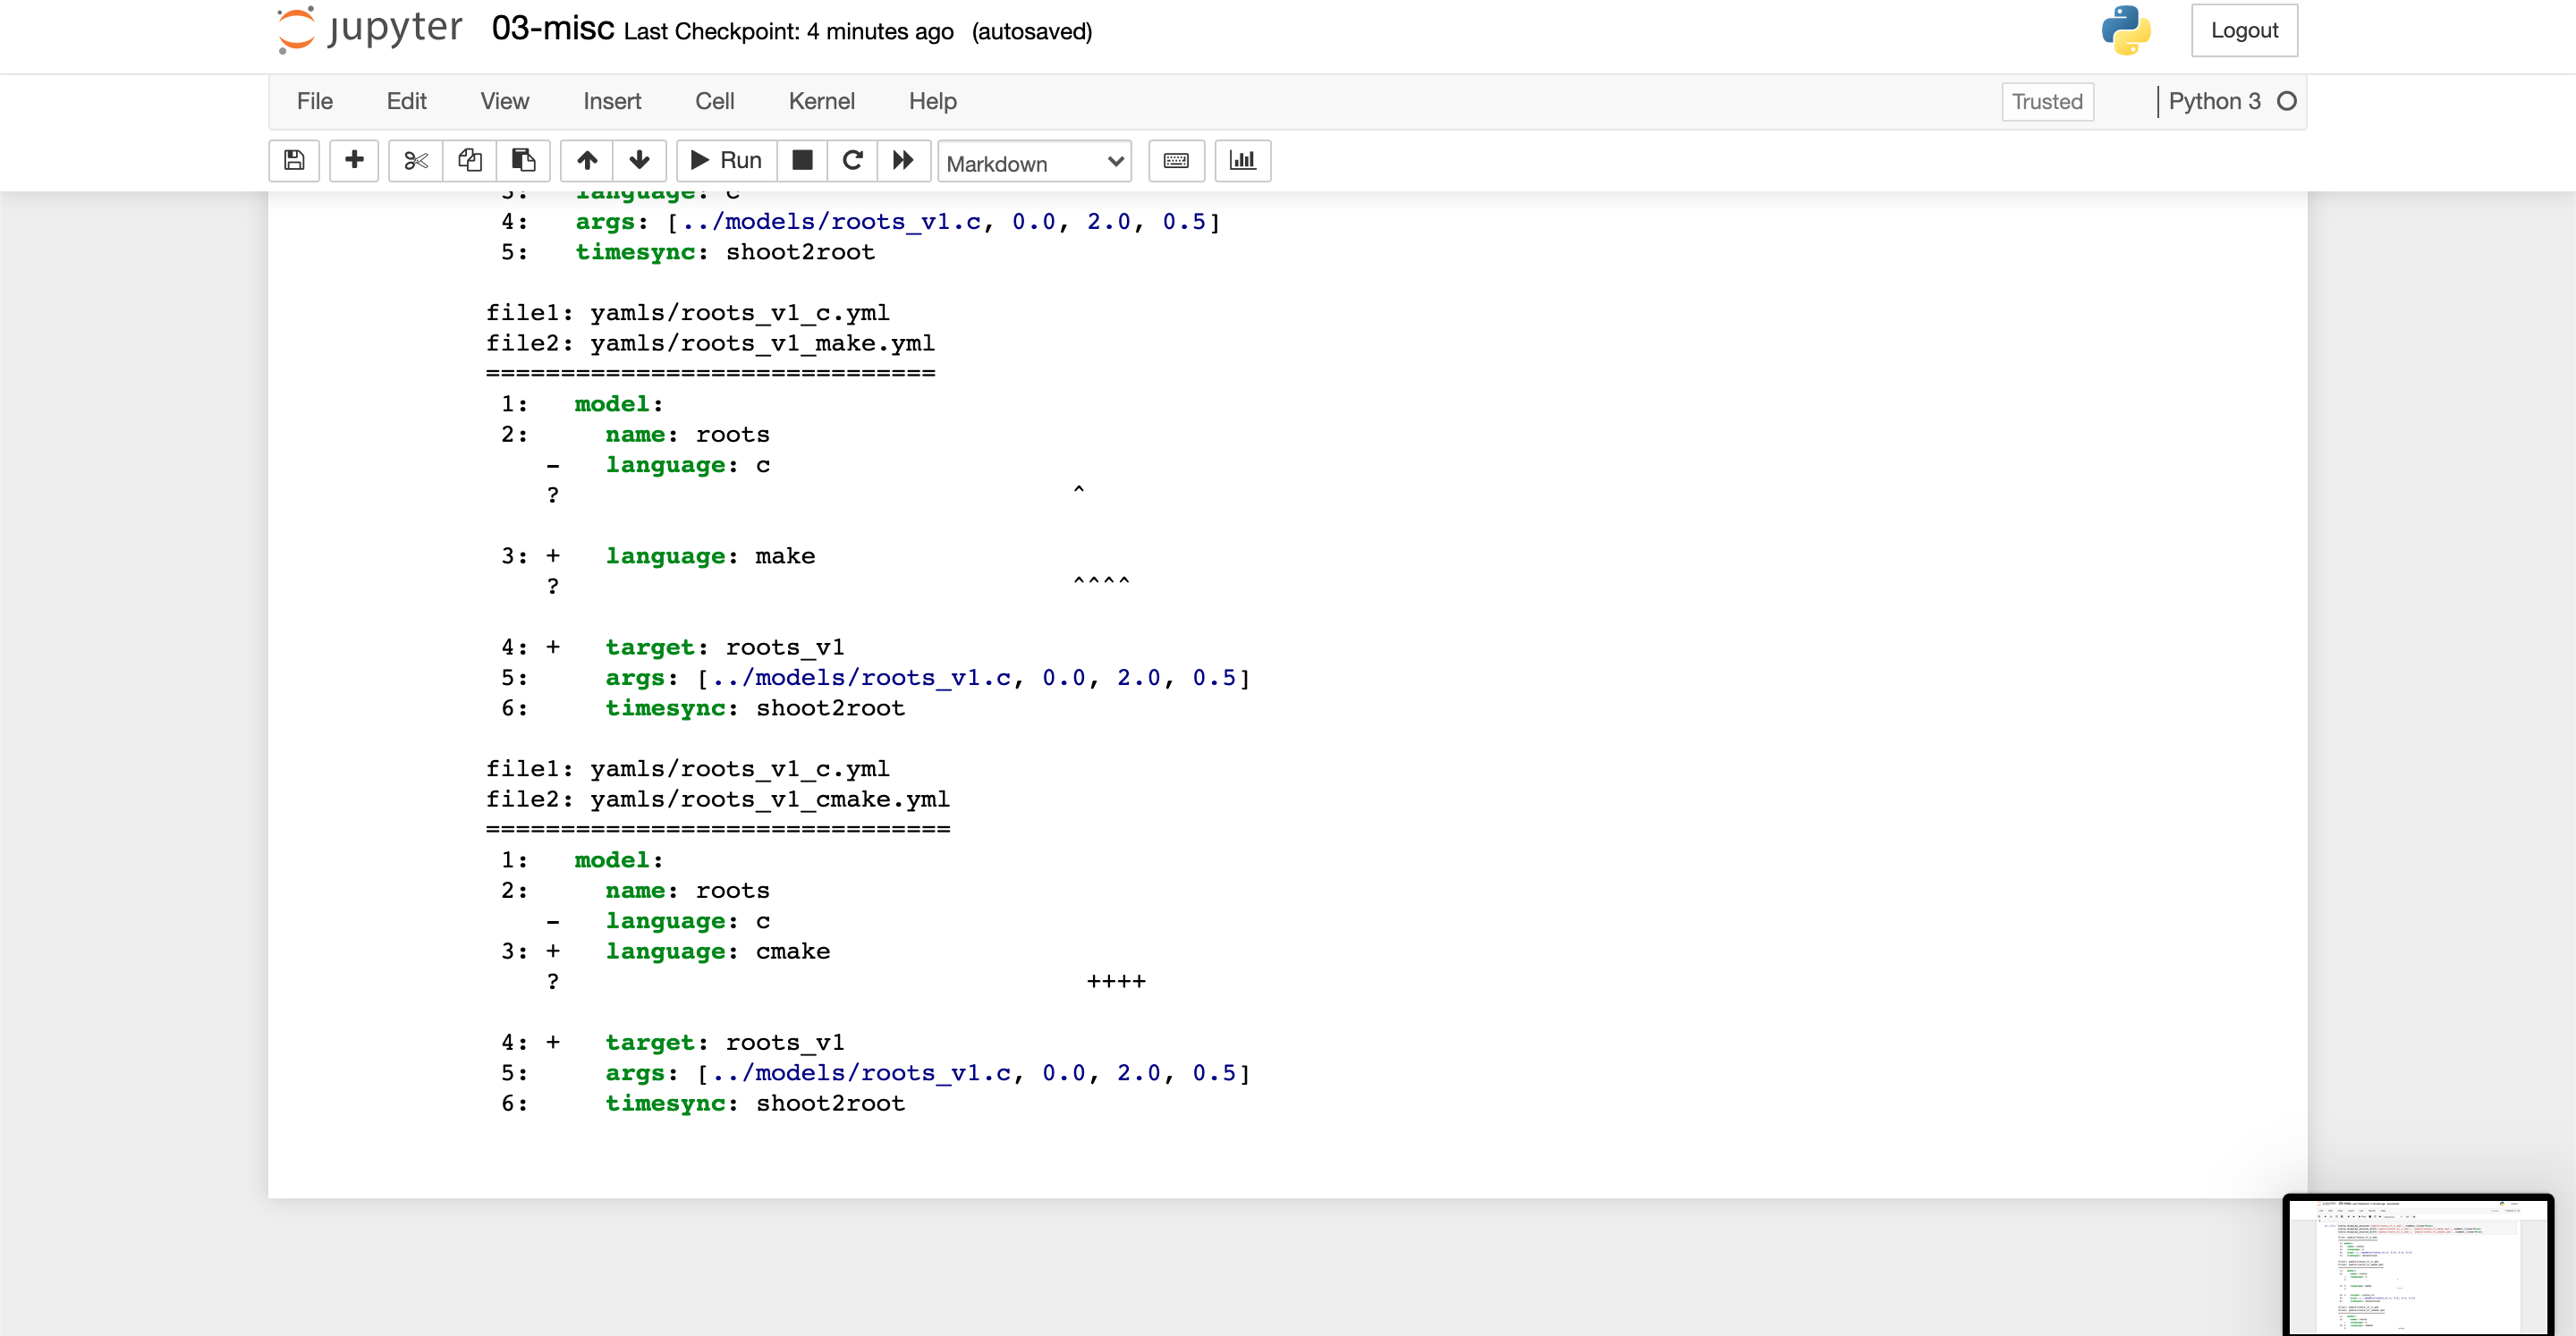 jupyter 03-misc Last Checkpoint: 4 minutes ago (autosaved) Logout
File Edit View Insert Cell Kernel Help Trusted Python 3
Run Markdown
3: language: c
4: args: [../models/roots_v1.c, 0.0, 2.0, 0.5]
5: timesync: shoot2root
file1: yamls/roots_v1_c.yml
file2: yamls/roots_v1_make.yml
==============================
1: model:
2: name: roots
- language: c
? ^
3: + language: make
? ^^^^
4: + target: roots_v1
5: args: [../models/roots_v1.c, 0.0, 2.0, 0.5]
6: timesync: shoot2root
file1: yamls/roots_v1_c.yml
file2: yamls/roots_v1_cmake.yml
===============================
1: model:
2: name: roots
- language: c
3: + language: cmake
? ++++
4: + target: roots_v1
5: args: [../models/roots_v1.c, 0.0, 2.0, 0.5]
6: timesync: shoot2root